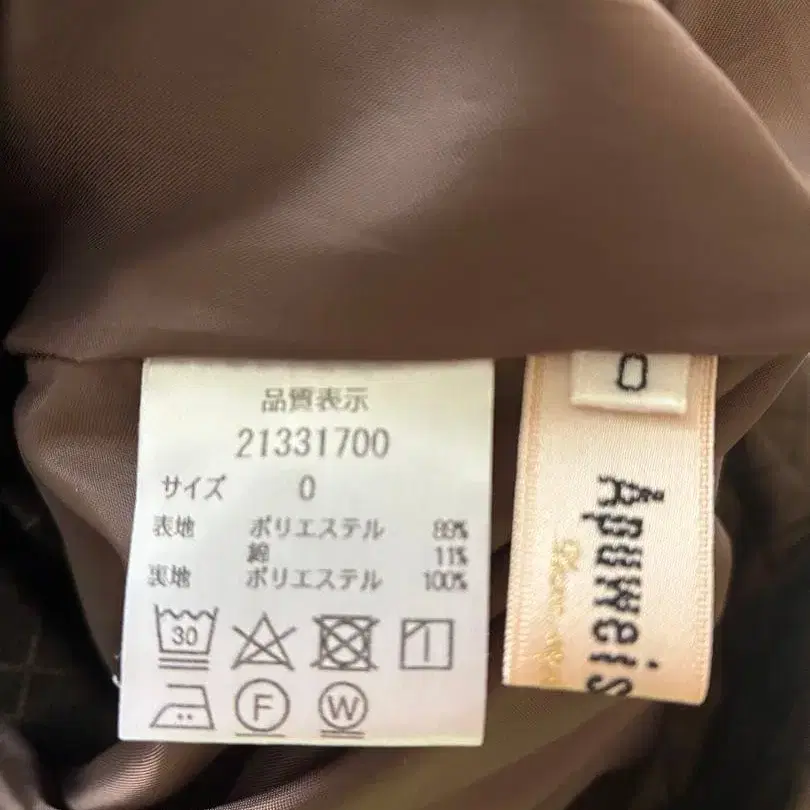 品質表示
21331700
サイズ 0
表地 ポリエステル 89%
綿 11%
裏地 ポリエステル 100%
30
F
W
0
Apuweis